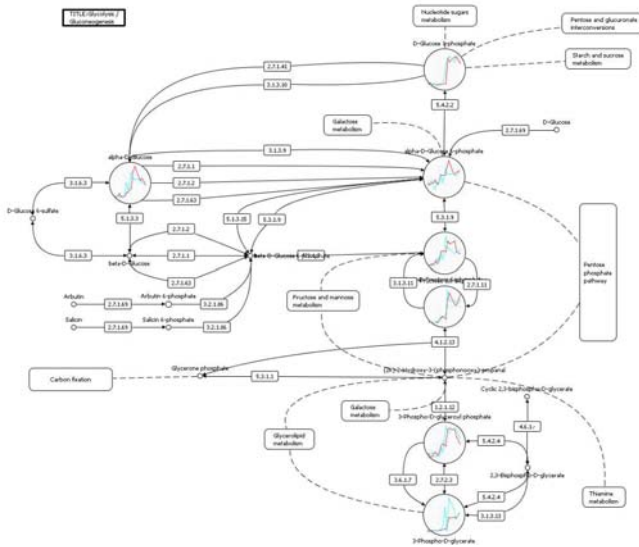 TITLE:Glycolysis /
Gluconeogenesis
Nucleotide sugars
metabolism
Pentose and glucuronate
interconversions
D-Glucose 1-phosphate
Starch and sucrose
metabolism
2.7.1.41
3.1.3.10
5.4.2.2
Galactose
metabolism
D-Glucose
2.7.1.69
3.1.3.9
alpha-D-Glucose
alpha-D-Glucose 6-phosphate
2.7.1.1
2.7.1.2
2.7.1.63
3.1.6.3
D-Glucose 6-sulfate
5.1.3.3
5.1.3.15
5.3.1.9
5.3.1.9
2.7.1.2
3.1.6.3
beta-D-Glucose
2.7.1.1
2.7.1.63
Pentose
phosphate
pathway
3.1.3.11
2.7.1.11
Fructose and mannose
metabolism
Arbutin
2.7.1.69
Arbutin 6-phosphate
3.2.1.86
Salicin
2.7.1.69
Salicin 6-phosphate
3.2.1.86
4.1.2.13
Glycerone phosphate
Carbon fixation
5.3.1.1
Cyclic 2,3-bisphospho-D-glycerate
Galactose
metabolism
1.2.1.12
3-Phospho-D-glyceroyl phosphate
4.6.1.-
Glycerolipid
metabolism
5.4.2.4
2,3-Bisphospho-D-glycerate
3.6.1.7
2.7.2.3
5.4.2.4
3.1.3.13
Thiamine
metabolism
3-Phospho-D-glycerate